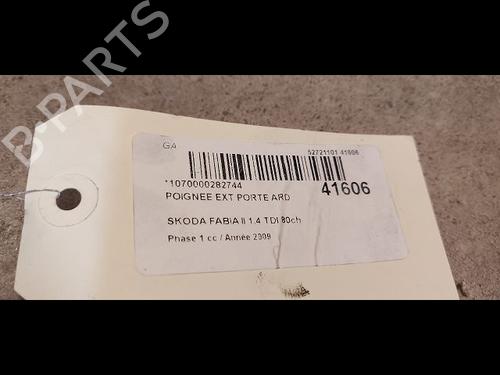 B-PARTS
GA
52721101 41606
*1070000282744
41606
POIGNEE EXT PORTE ARD
SKODA FABIA II 1.4 TDI 80ch
Phase 1 cc / Année 2009